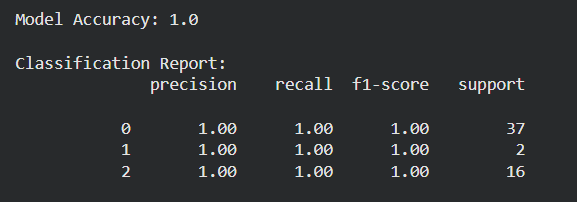 Model Accuracy: 1.0
Classification Report:
precision recall f1-score support
0 1.00 1.00 1.00 37
1 1.00 1.00 1.00 2
2 1.00 1.00 1.00 16